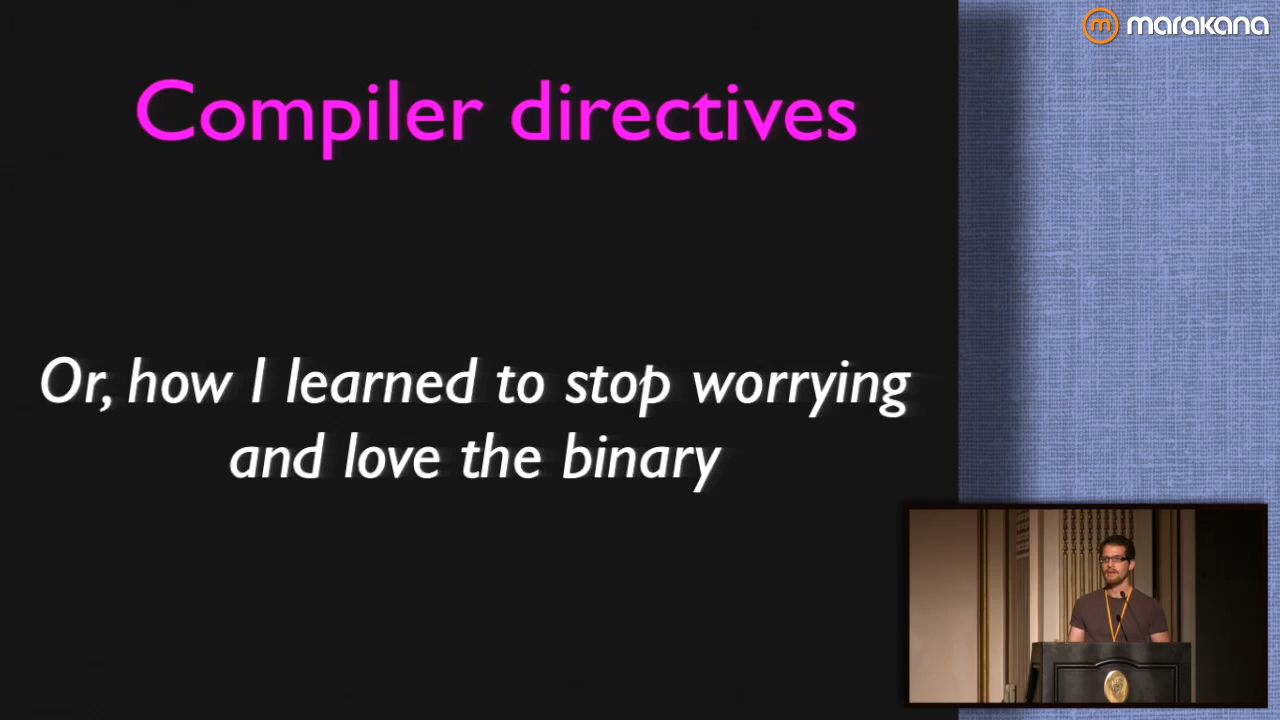 marakana
Compiler directives
Or, how I learned to stop worrying
and love the binary